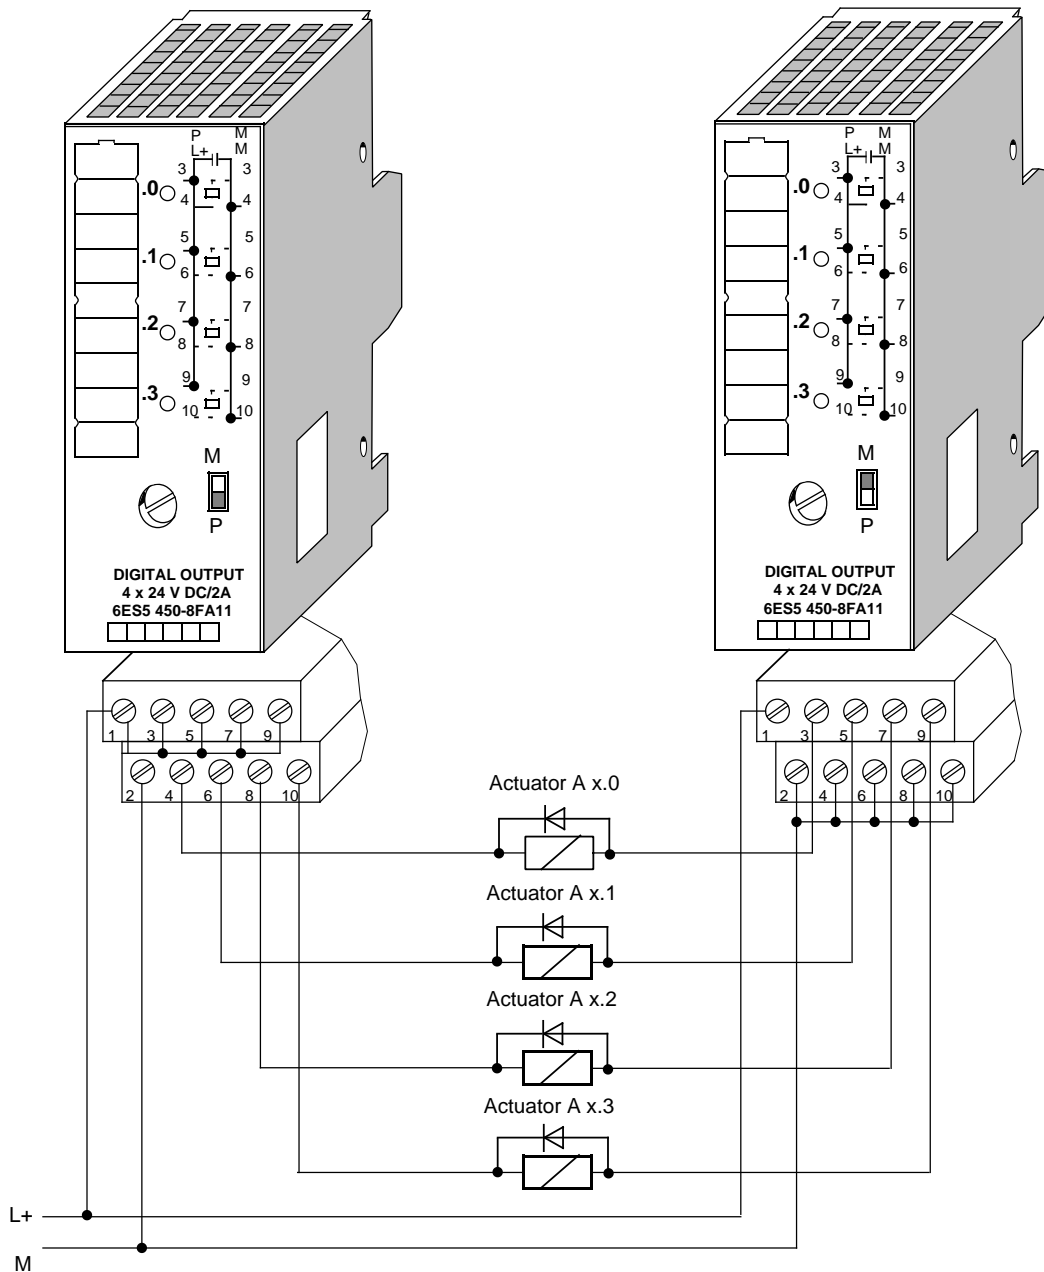 P M
L+ M
3 3
.0
4 4
5 5
.1
6 6
7 7
.2
8 8
9 9
.3
10 10
M
P
DIGITAL OUTPUT
4 x 24 V DC/2A
6ES5 450-8FA11
1 3 5 7 9
2 4 6 8 10
P M
L+ M
3 3
.0
4 4
5 5
.1
6 6
7 7
.2
8 8
9 9
.3
10 10
M
P
DIGITAL OUTPUT
4 x 24 V DC/2A
6ES5 450-8FA11
1 3 5 7 9
2 4 6 8 10
Actuator A x.0
Actuator A x.1
Actuator A x.2
Actuator A x.3
L+
M